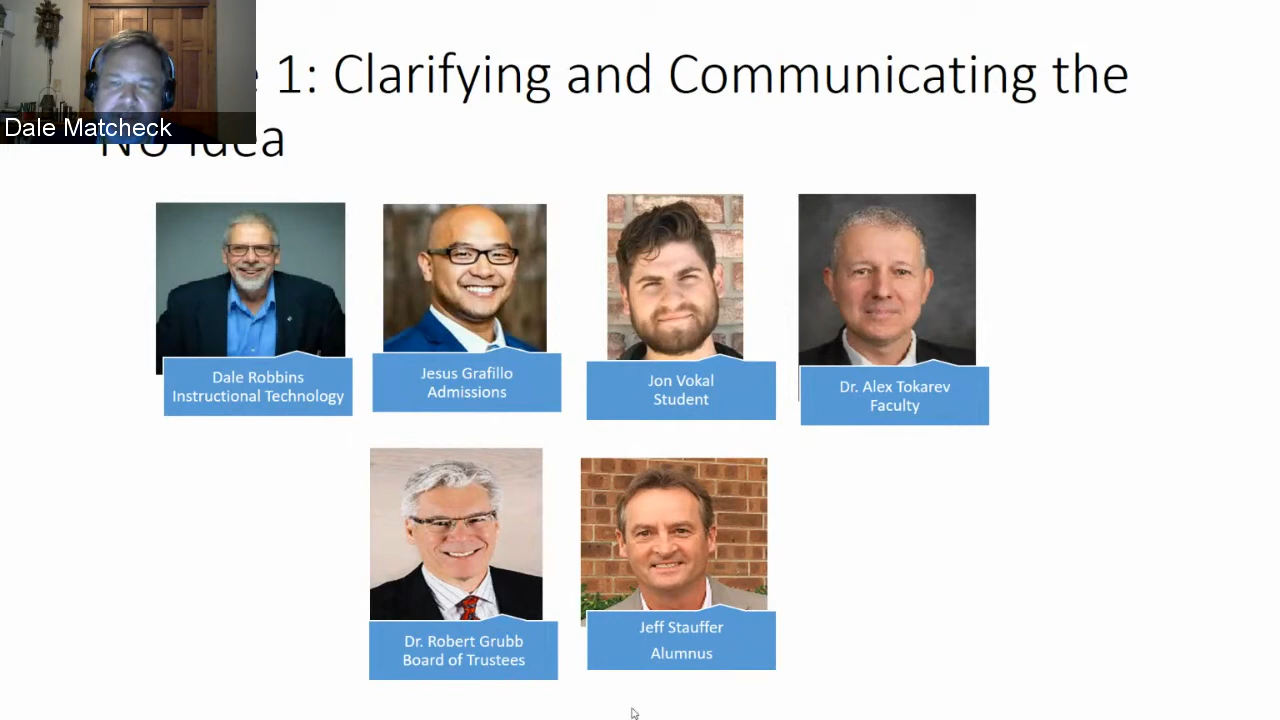 1: Clarifying and Communicating the
Dale Matcheck
Idea
Dale Robbins
Instructional Technology
Jesus Grafillo
Admissions
Jon Vokal
Student
Dr. Alex Tokarev
Faculty
Dr. Robert Grubb
Board of Trustees
Jeff Stauffer
Alumnus